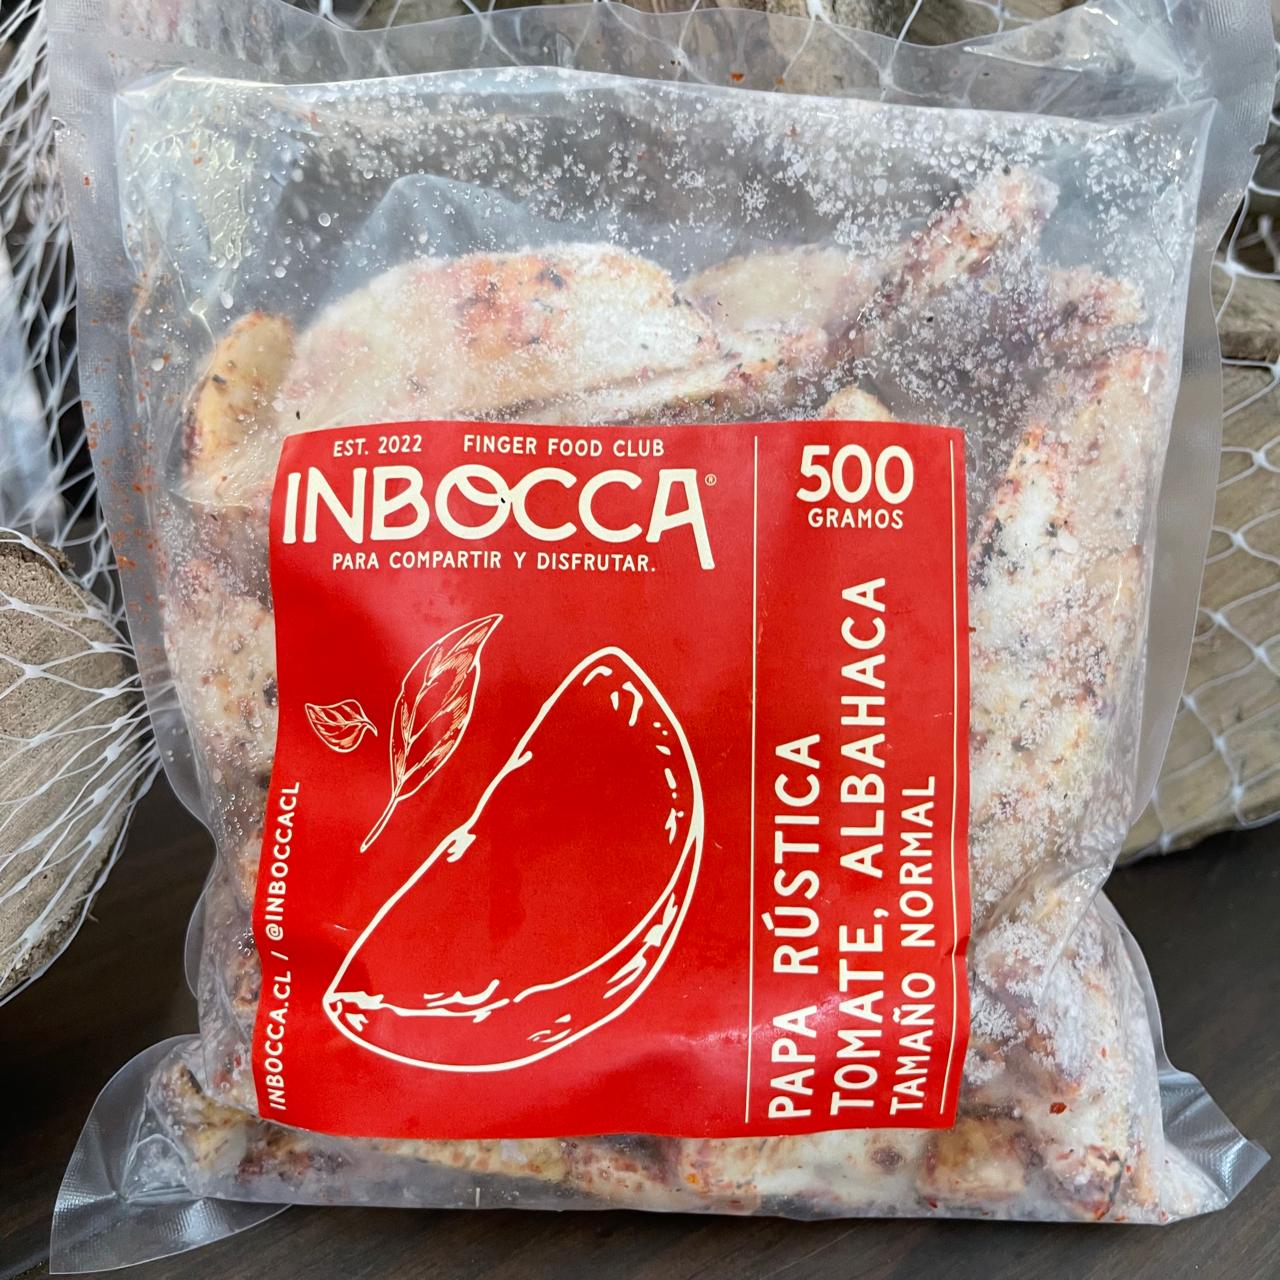 EST. 2022 FINGER FOOD CLUB
INBOCCA®
PARA COMPARTIR Y DISFRUTAR.
500
GRAMOS
PAPA RÚSTICA
TOMATE, ALBAHACA
TAMAÑO NORMAL
INBOCCA.CL / @INBOCCACL